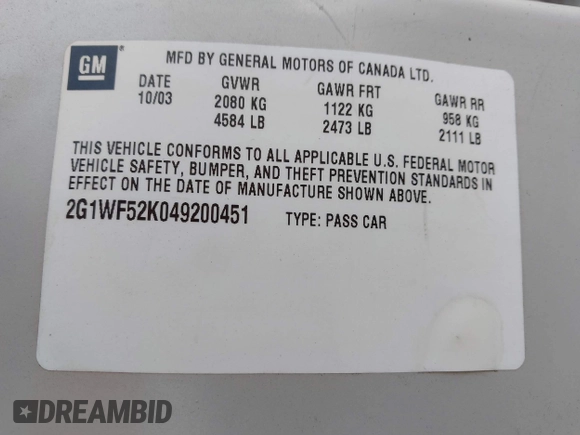 GM
MFD BY GENERAL MOTORS OF CANADA LTD.
DATE GVWR GAWR FRT GAWR RR
10/03 2080 KG 1122 KG 958 KG
4584 LB 2473 LB 2111 LB
THIS VEHICLE CONFORMS TO ALL APPLICABLE U.S. FEDERAL MOTOR
VEHICLE SAFETY, BUMPER, AND THEFT PREVENTION STANDARDS IN
EFFECT ON THE DATE OF MANUFACTURE SHOWN ABOVE.
2G1WF52K049200451 TYPE: PASS CAR
DREAMBID